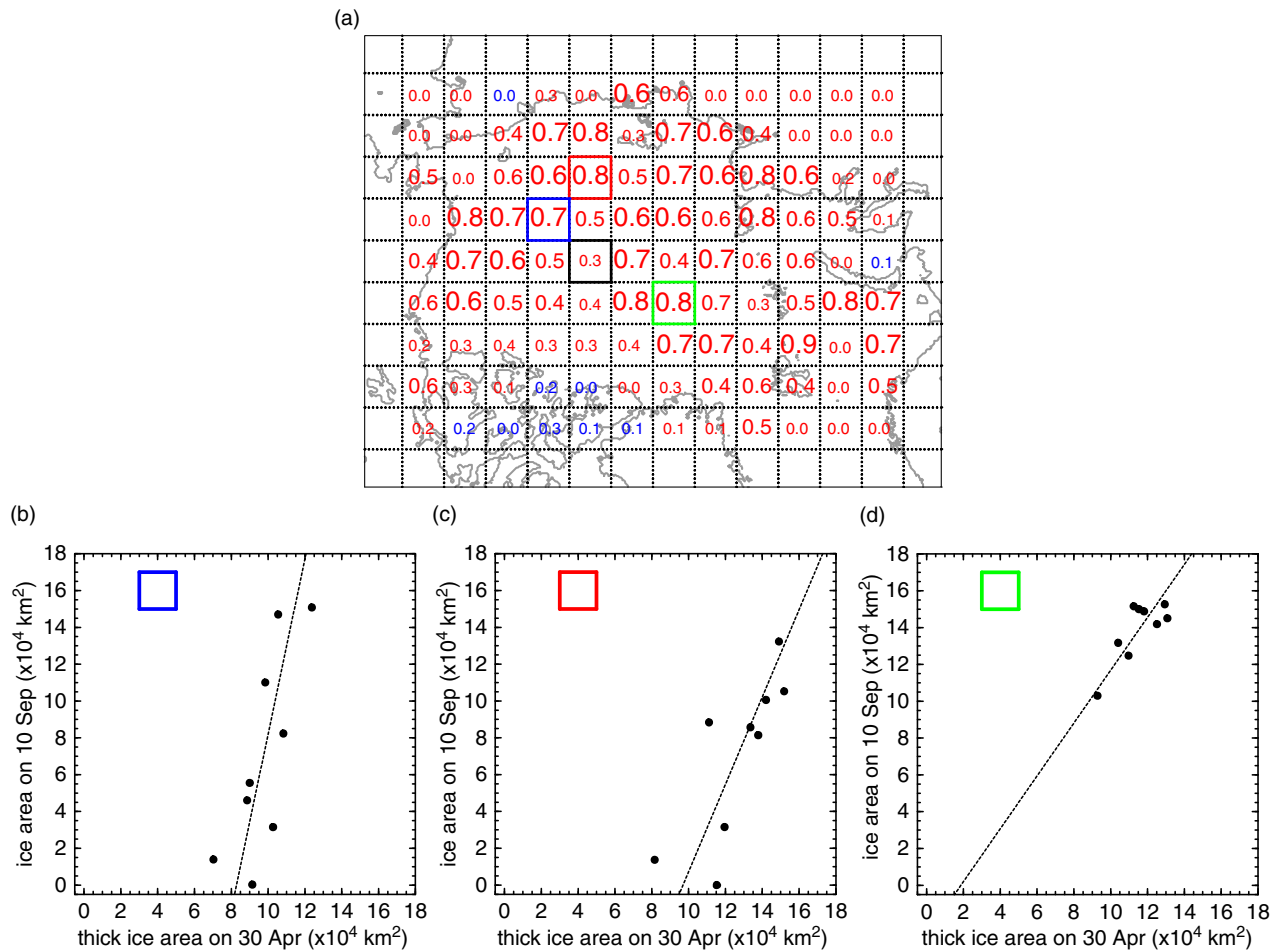 (a)
0.0 0.0 0.0 0.3 0.0 0.6 0.6 0.0 0.0 0.0 0.0 0.0
0.0 0.0 0.4 0.7 0.8 0.3 0.7 0.6 0.4 0.0 0.0 0.0
0.5 0.0 0.6 0.6 0.8 0.5 0.7 0.6 0.8 0.6 0.2 0.0
0.0 0.8 0.7 0.7 0.5 0.6 0.6 0.6 0.8 0.6 0.5 0.1
0.4 0.7 0.6 0.5 0.3 0.7 0.4 0.7 0.6 0.6 0.0 0.1
0.6 0.6 0.5 0.4 0.4 0.8 0.8 0.7 0.3 0.5 0.8 0.7
0.2 0.3 0.4 0.3 0.3 0.4 0.7 0.7 0.4 0.9 0.0 0.7
0.6 0.3 0.1 0.2 0.0 0.0 0.3 0.4 0.6 0.4 0.0 0.5
0.2 0.2 0.0 0.3 0.1 0.1 0.1 0.1 0.5 0.0 0.0 0.0
(b)
ice area on 10 Sep (x10⁴ km²)
18
16
14
12
10
8
6
4
2
0
0 2 4 6 8 10 12 14 16 18
thick ice area on 30 Apr (x10⁴ km²)
(c)
ice area on 10 Sep (x10⁴ km²)
18
16
14
12
10
8
6
4
2
0
0 2 4 6 8 10 12 14 16 18
thick ice area on 30 Apr (x10⁴ km²)
(d)
ice area on 10 Sep (x10⁴ km²)
18
16
14
12
10
8
6
4
2
0
0 2 4 6 8 10 12 14 16 18
thick ice area on 30 Apr (x10⁴ km²)